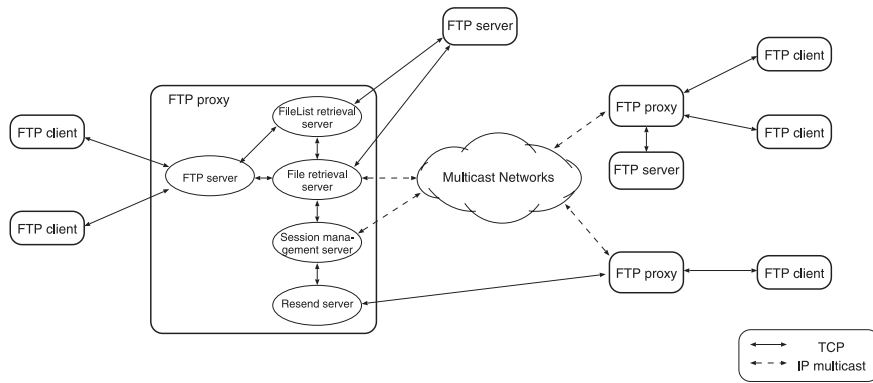 FTP server
FTP proxy
FileList retrieval
server
FTP client
FTP server
File retrieval
server
FTP client
Session mana-
gement server
Resend server
Multicast Networks
FTP proxy
FTP client
FTP client
FTP server
FTP proxy
FTP client
TCP
IP multicast